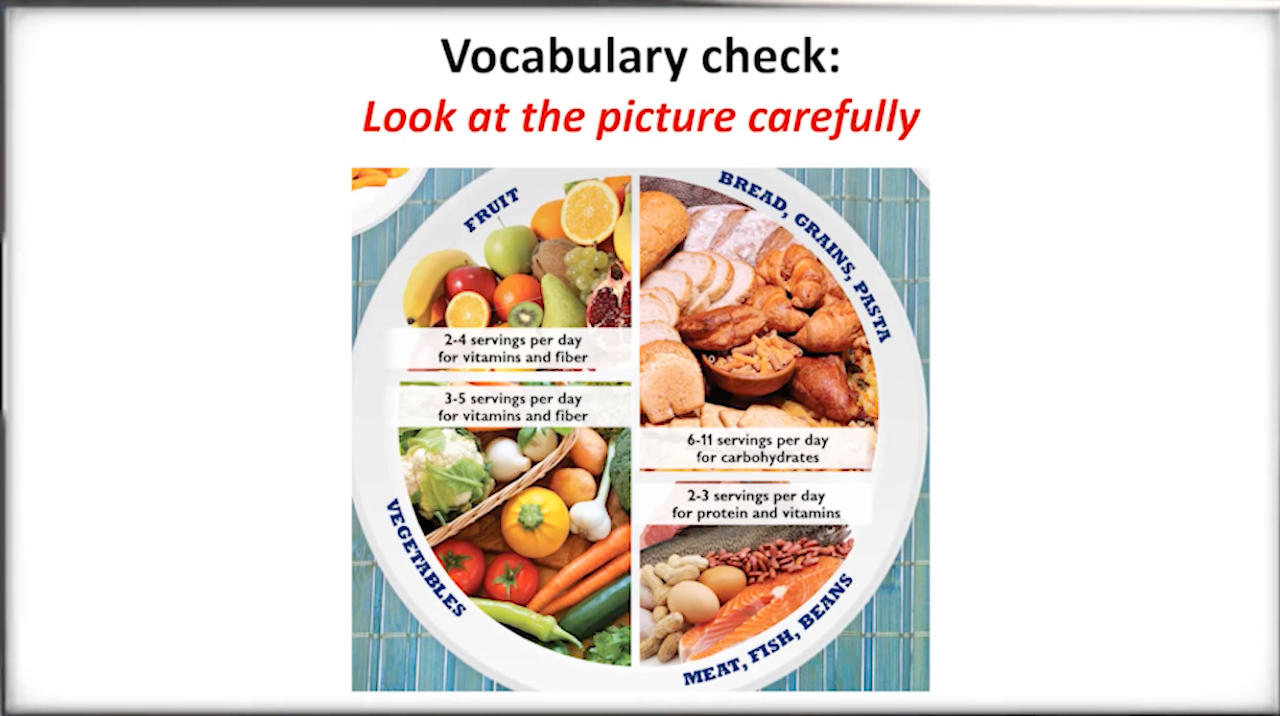 Vocabulary check:
Look at the picture carefully
FRUIT
2-4 servings per day
for vitamins and fiber
3-5 servings per day
for vitamins and fiber
VEGETABLES
BREAD, GRAINS, PASTA
6-11 servings per day
for carbohydrates
2-3 servings per day
for protein and vitamins
MEAT, FISH, BEANS